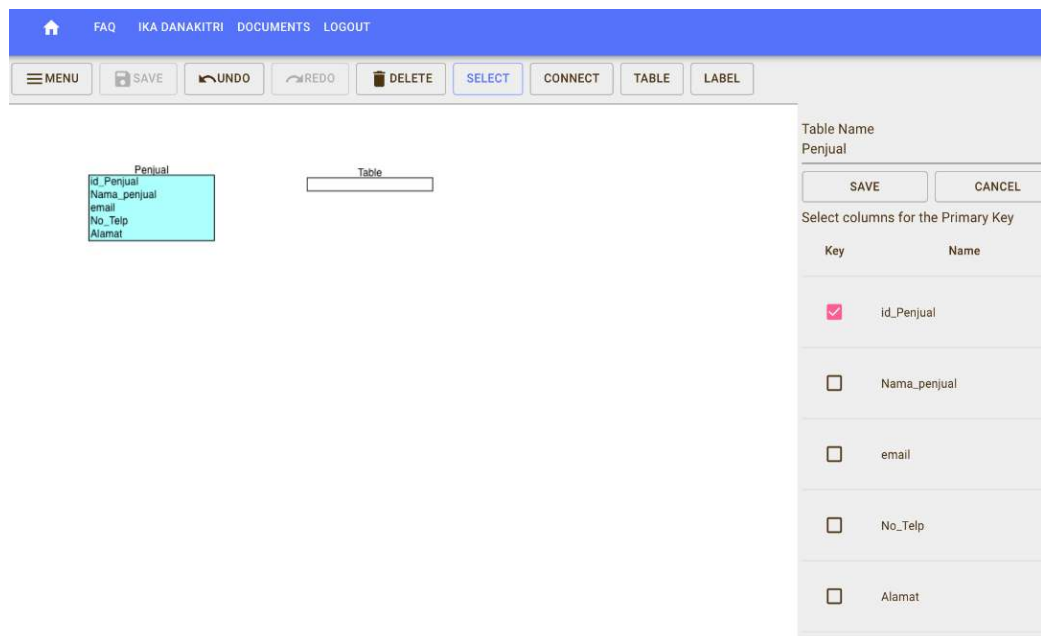 FAQ IKA DANAKITRI DOCUMENTS LOGOUT
MENU SAVE UNDO REDO DELETE SELECT CONNECT TABLE LABEL
Penjual
id_Penjual
Nama_penjual
email
No_Telp
Alamat
Table
Table Name
Penjual
SAVE CANCEL
Select columns for the Primary Key
Key Name
id_Penjual
Nama_penjual
email
No_Telp
Alamat